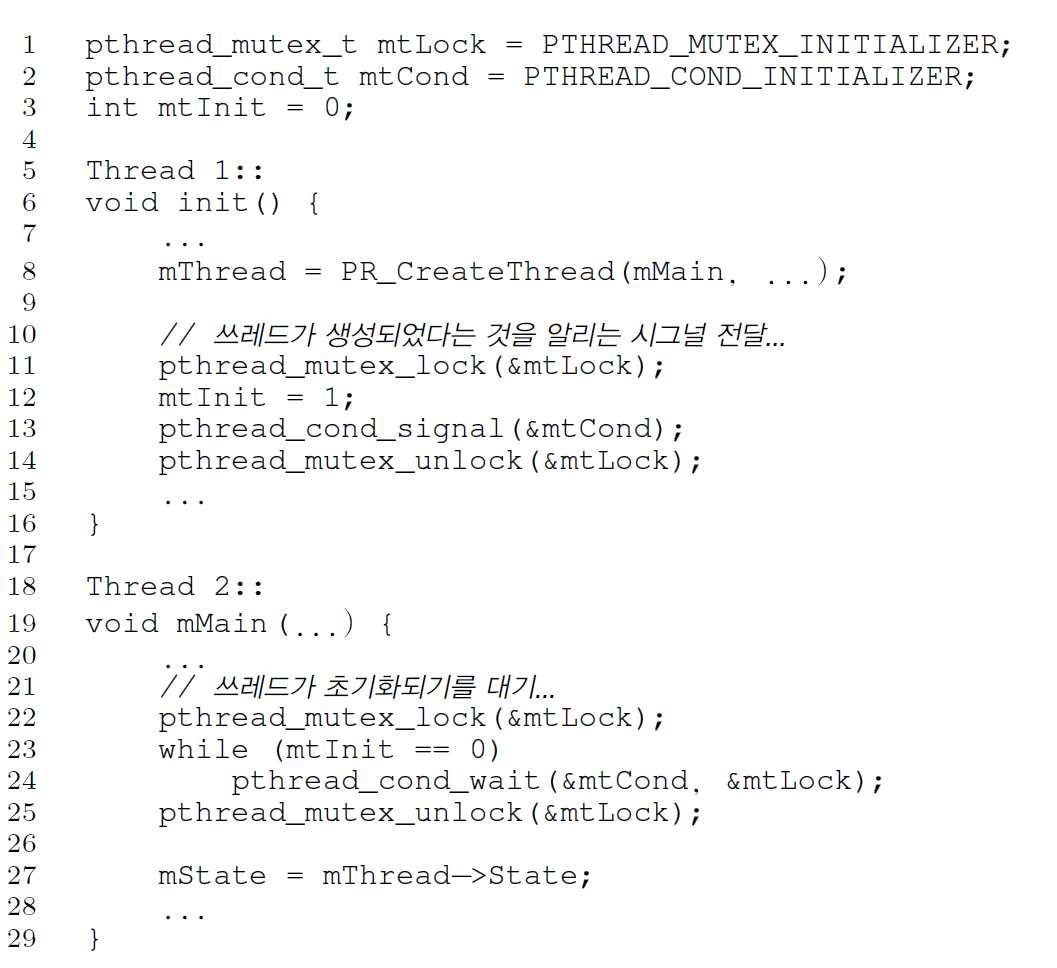 1 pthread_mutex_t mtLock = PTHREAD_MUTEX_INITIALIZER;
2 pthread_cond_t mtCond = PTHREAD_COND_INITIALIZER;
3 int mtInit = 0;
4
5 Thread 1::
6 void init() {
7 ...
8 mThread = PR_CreateThread(mMain, ...);
9
10 // 쓰레드가 생성되었다는 것을 알리는 시그널 전달...
11 pthread_mutex_lock(&mtLock);
12 mtInit = 1;
13 pthread_cond_signal(&mtCond);
14 pthread_mutex_unlock(&mtLock);
15 ...
16 }
17
18 Thread 2::
19 void mMain(...) {
20 ...
21 // 쓰레드가 초기화되기를 대기...
22 pthread_mutex_lock(&mtLock);
23 while (mtInit == 0)
24 pthread_cond_wait(&mtCond, &mtLock);
25 pthread_mutex_unlock(&mtLock);
26
27 mState = mThread->State;
28 ...
29 }